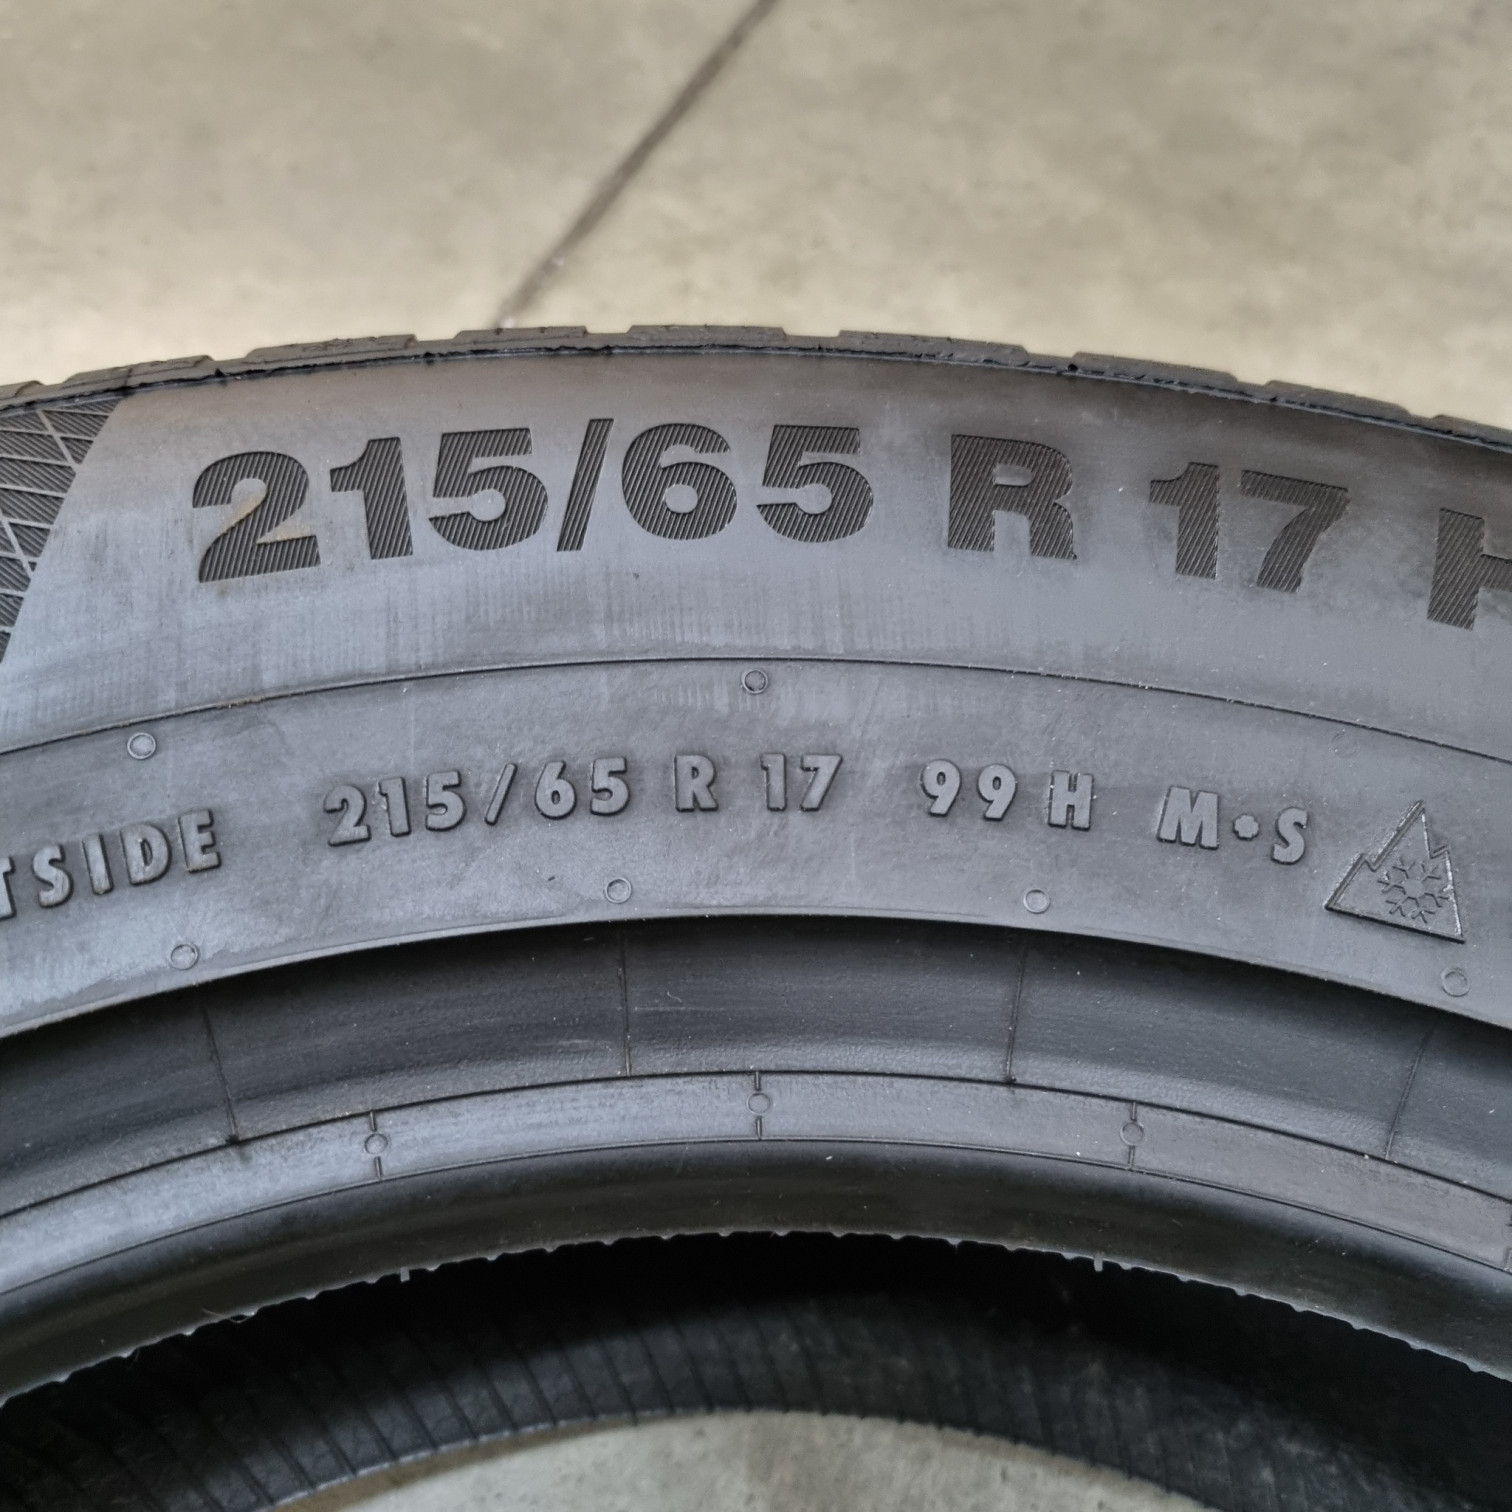 215/65 R 17 H
TSIDE 215/65 R 17 99 H M•S